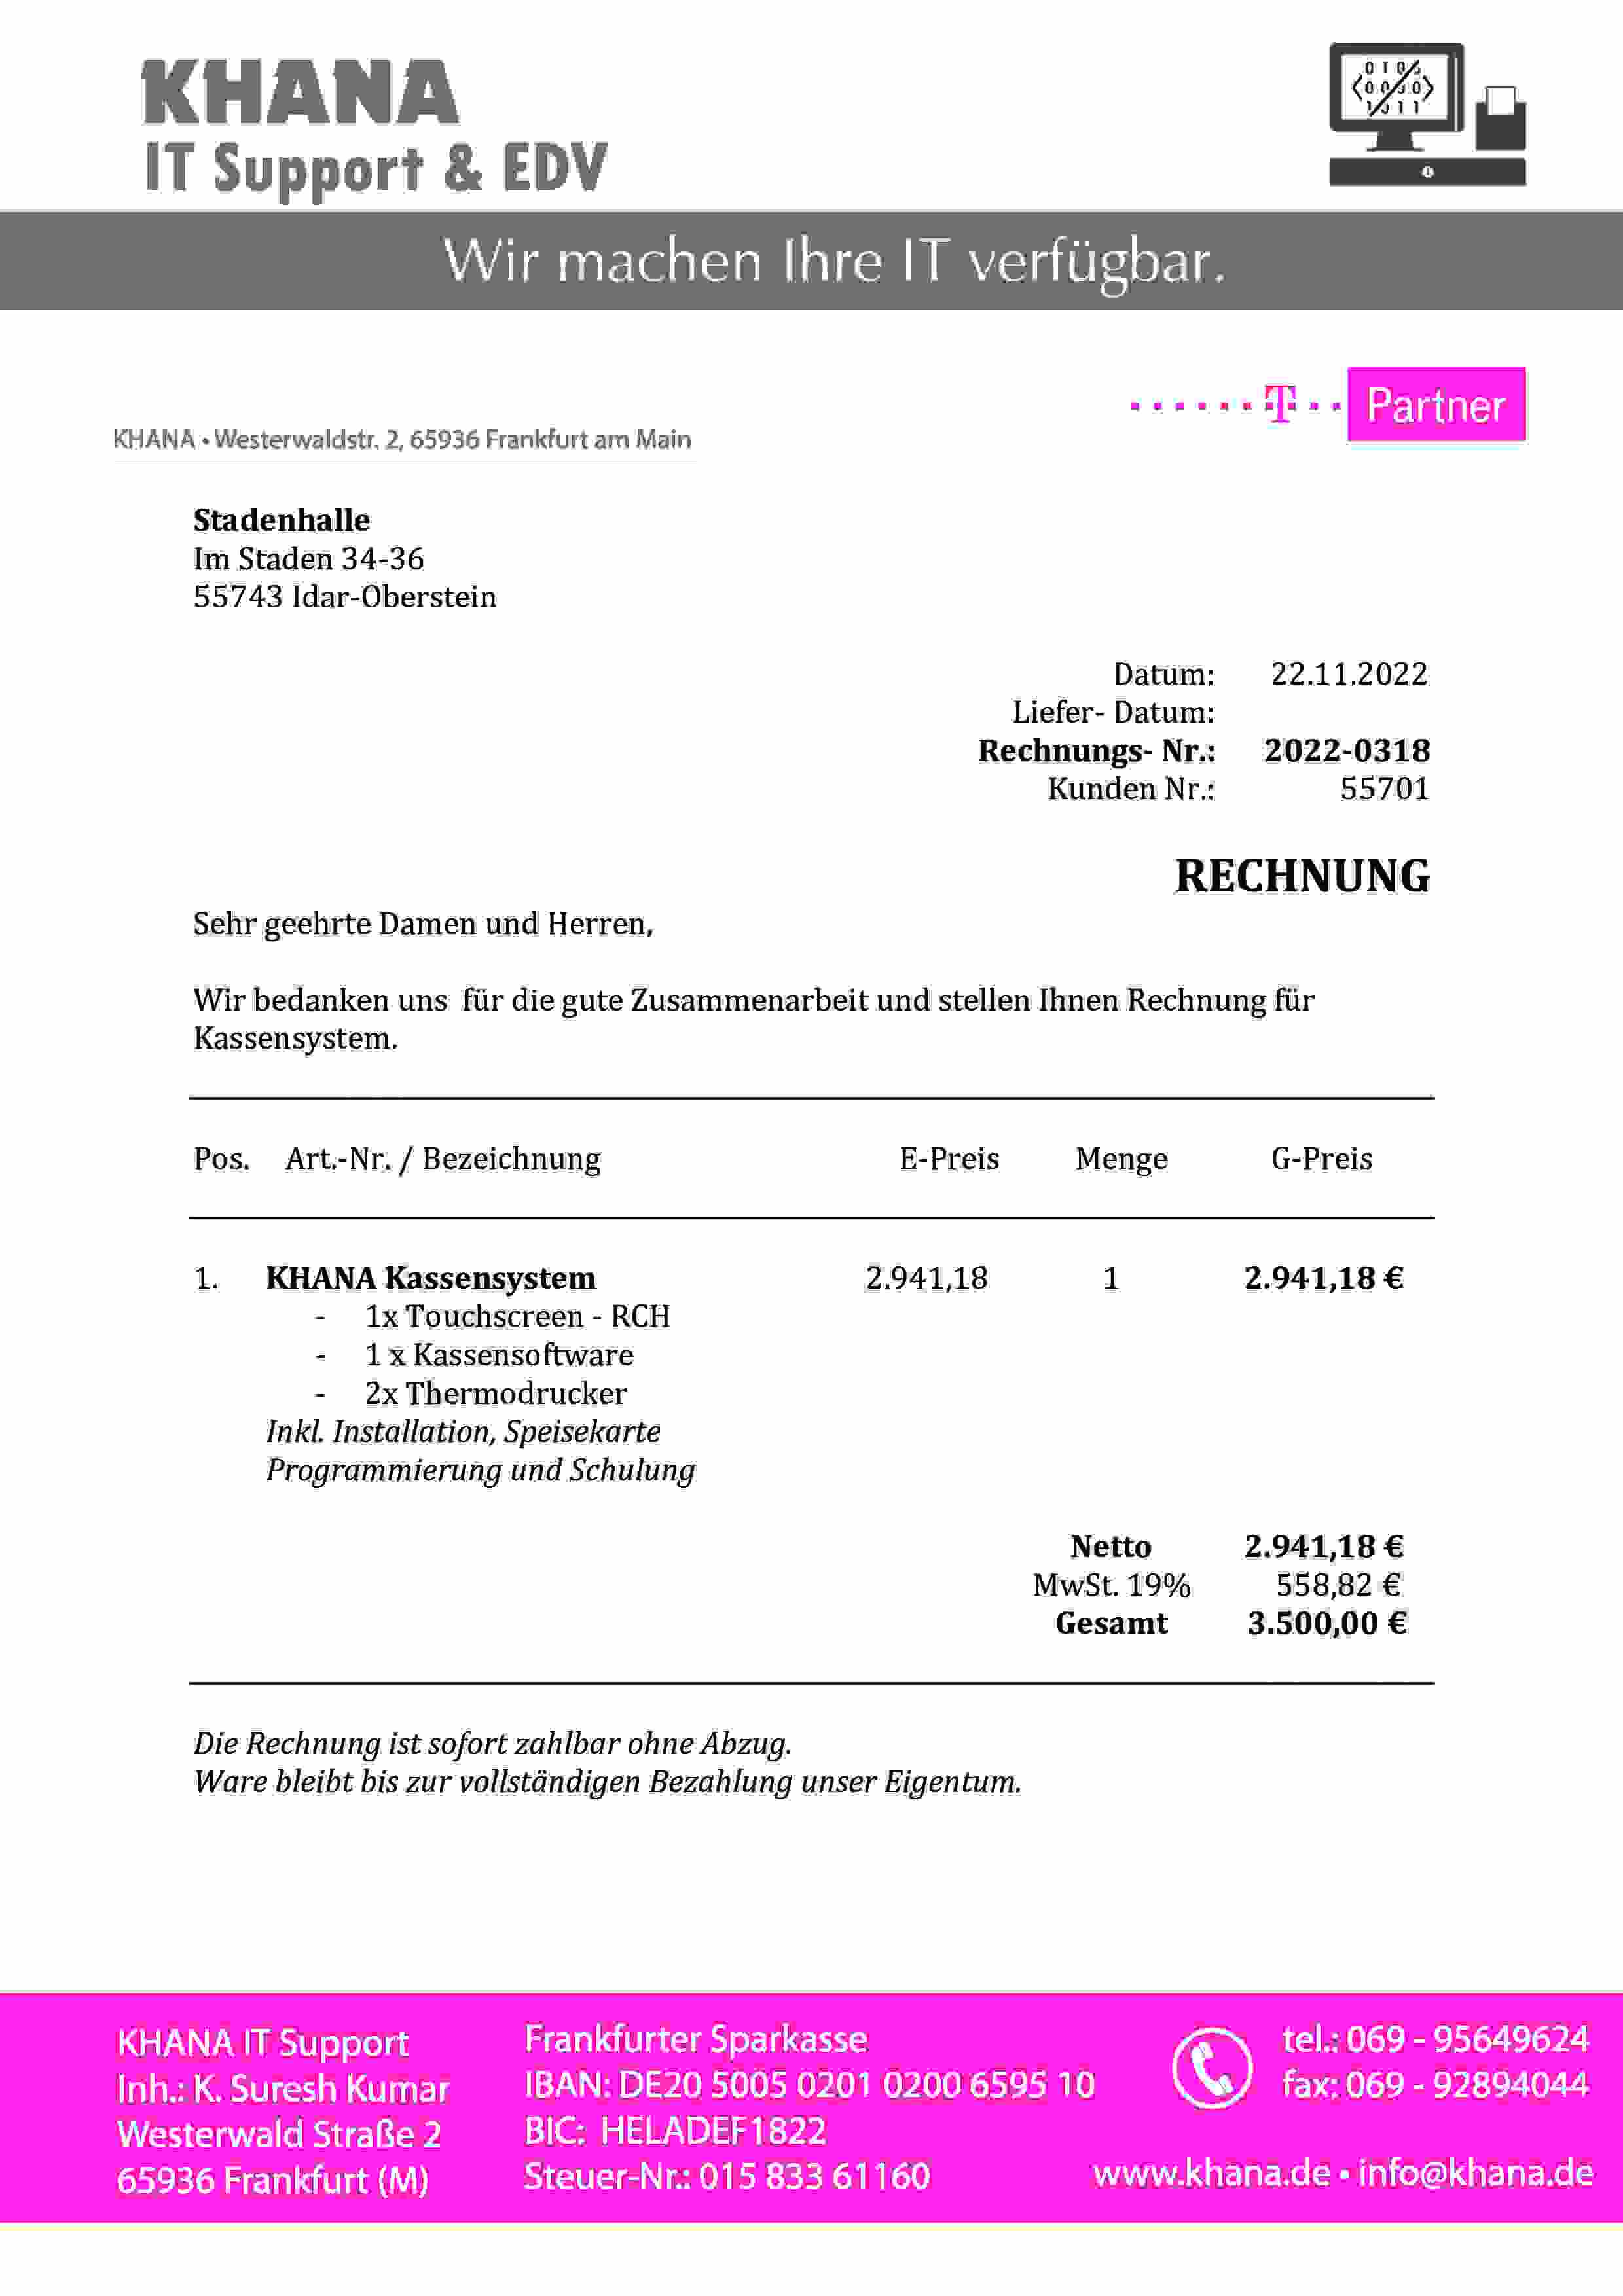 KHANA
IT Support & EDV
Wir machen Ihre IT verfügbar.
T Partner
KHANA • Westerwaldstr. 2, 65936 Frankfurt am Main
Stadenhalle
Im Staden 34-36
55743 Idar-Oberstein
Datum: 22.11.2022
Liefer- Datum:
Rechnungs- Nr.: 2022-0318
Kunden Nr.: 55701
RECHNUNG
Sehr geehrte Damen und Herren,
Wir bedanken uns für die gute Zusammenarbeit und stellen Ihnen Rechnung für
Kassensystem.
Pos. Art.-Nr. / Bezeichnung E-Preis Menge G-Preis
1. KHANA Kassensystem 2.941,18 1 2.941,18 €
- 1x Touchscreen - RCH
- 1 x Kassensoftware
- 2x Thermodrucker
Inkl. Installation, Speisekarte
Programmierung und Schulung
Netto 2.941,18 €
MwSt. 19% 558,82 €
Gesamt 3.500,00 €
Die Rechnung ist sofort zahlbar ohne Abzug.
Ware bleibt bis zur vollständigen Bezahlung unser Eigentum.
KHANA IT Support
Inh.: K. Suresh Kumar
Westerwald Straße 2
65936 Frankfurt (M)
Frankfurter Sparkasse
IBAN: DE20 5005 0201 0200 6595 10
BIC: HELADEF1822
Steuer-Nr.: 015 833 61160
tel.: 069 - 95649624
fax: 069 - 92894044
www.khana.de • info@khana.de